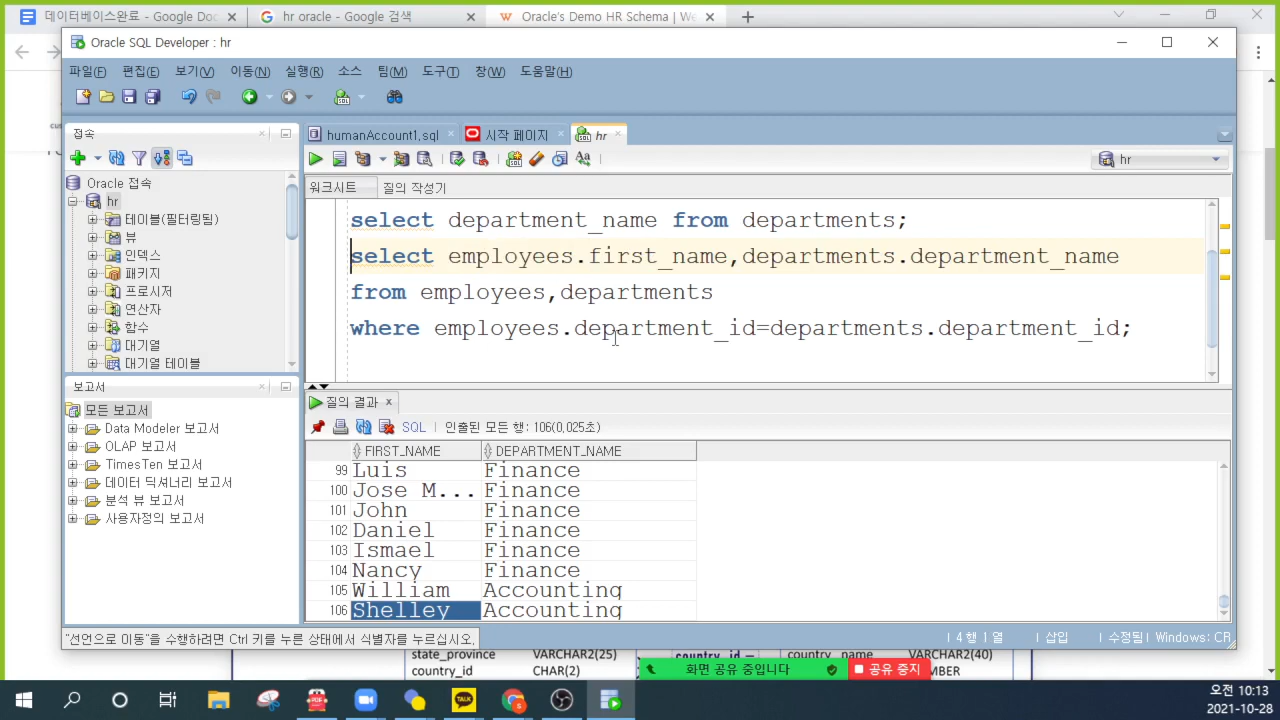 데이터베이스완료 - Google Doc
hr oracle - Google 검색
Oracle's Demo HR Schema | We
Oracle SQL Developer : hr
파일(F) 편집(E) 보기(V) 이동(N) 실행(R) 소스 팀(M) 도구(T) 창(W) 도움말(H)
접속
humanAccount1.sql
시작 페이지
hr
hr
Oracle 접속
hr
테이블(필터링됨)
뷰
인덱스
패키지
프로시저
연산자
함수
대기열
대기열 테이블
워크시트 질의 작성기
select department_name from departments;
select employees.first_name,departments.department_name
from employees,departments
where employees.department_id=departments.department_id;
보고서
모든 보고서
Data Modeler 보고서
OLAP 보고서
TimesTen 보고서
데이터 딕셔너리 보고서
분석 뷰 보고서
사용자정의 보고서
질의 결과
SQL | 인출된 모든 행: 106(0,025초)
FIRST_NAME DEPARTMENT_NAME
99 Luis Finance
100 Jose M... Finance
101 John Finance
102 Daniel Finance
103 Ismael Finance
104 Nancy Finance
105 William Accounting
106 Shelley Accounting
"선언으로 이동"을 수행하려면 Ctrl 키를 누른 상태에서 식별자를 누르십시오.
4 행 1 열 삽입 수정됨 Windows: CR
state_province VARCHAR2(25)
country_id CHAR(2)
country_id
country_name VARCHAR2(40)
화면 공유 중입니다
공유 중지
TALK
오전 10:13
2021-10-28